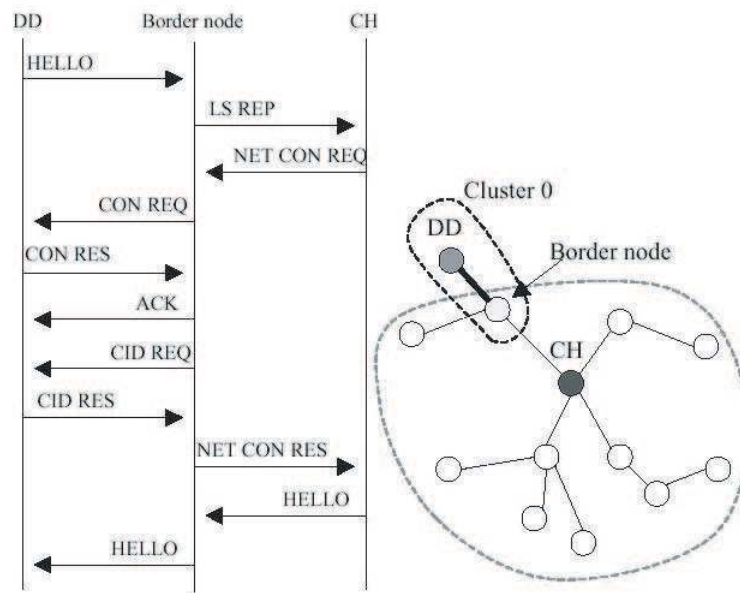 DD Border node CH
HELLO
LS REP
NET CON REQ
CON REQ
CON RES
ACK
CID REQ
CID RES
NET CON RES
HELLO
HELLO
Cluster 0
DD
Border node
CH